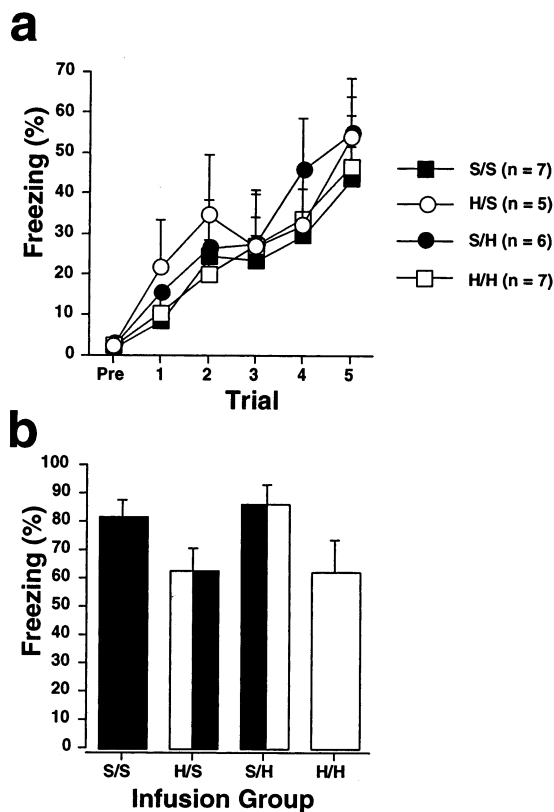 a
70
60
50
40
30
20
10
0
Freezing (%)
Pre 1 2 3 4 5
Trial
S/S (n = 7)
H/S (n = 5)
S/H (n = 6)
H/H (n = 7)
b
100
90
80
70
60
50
40
30
20
10
0
Freezing (%)
S/S H/S S/H H/H
Infusion Group